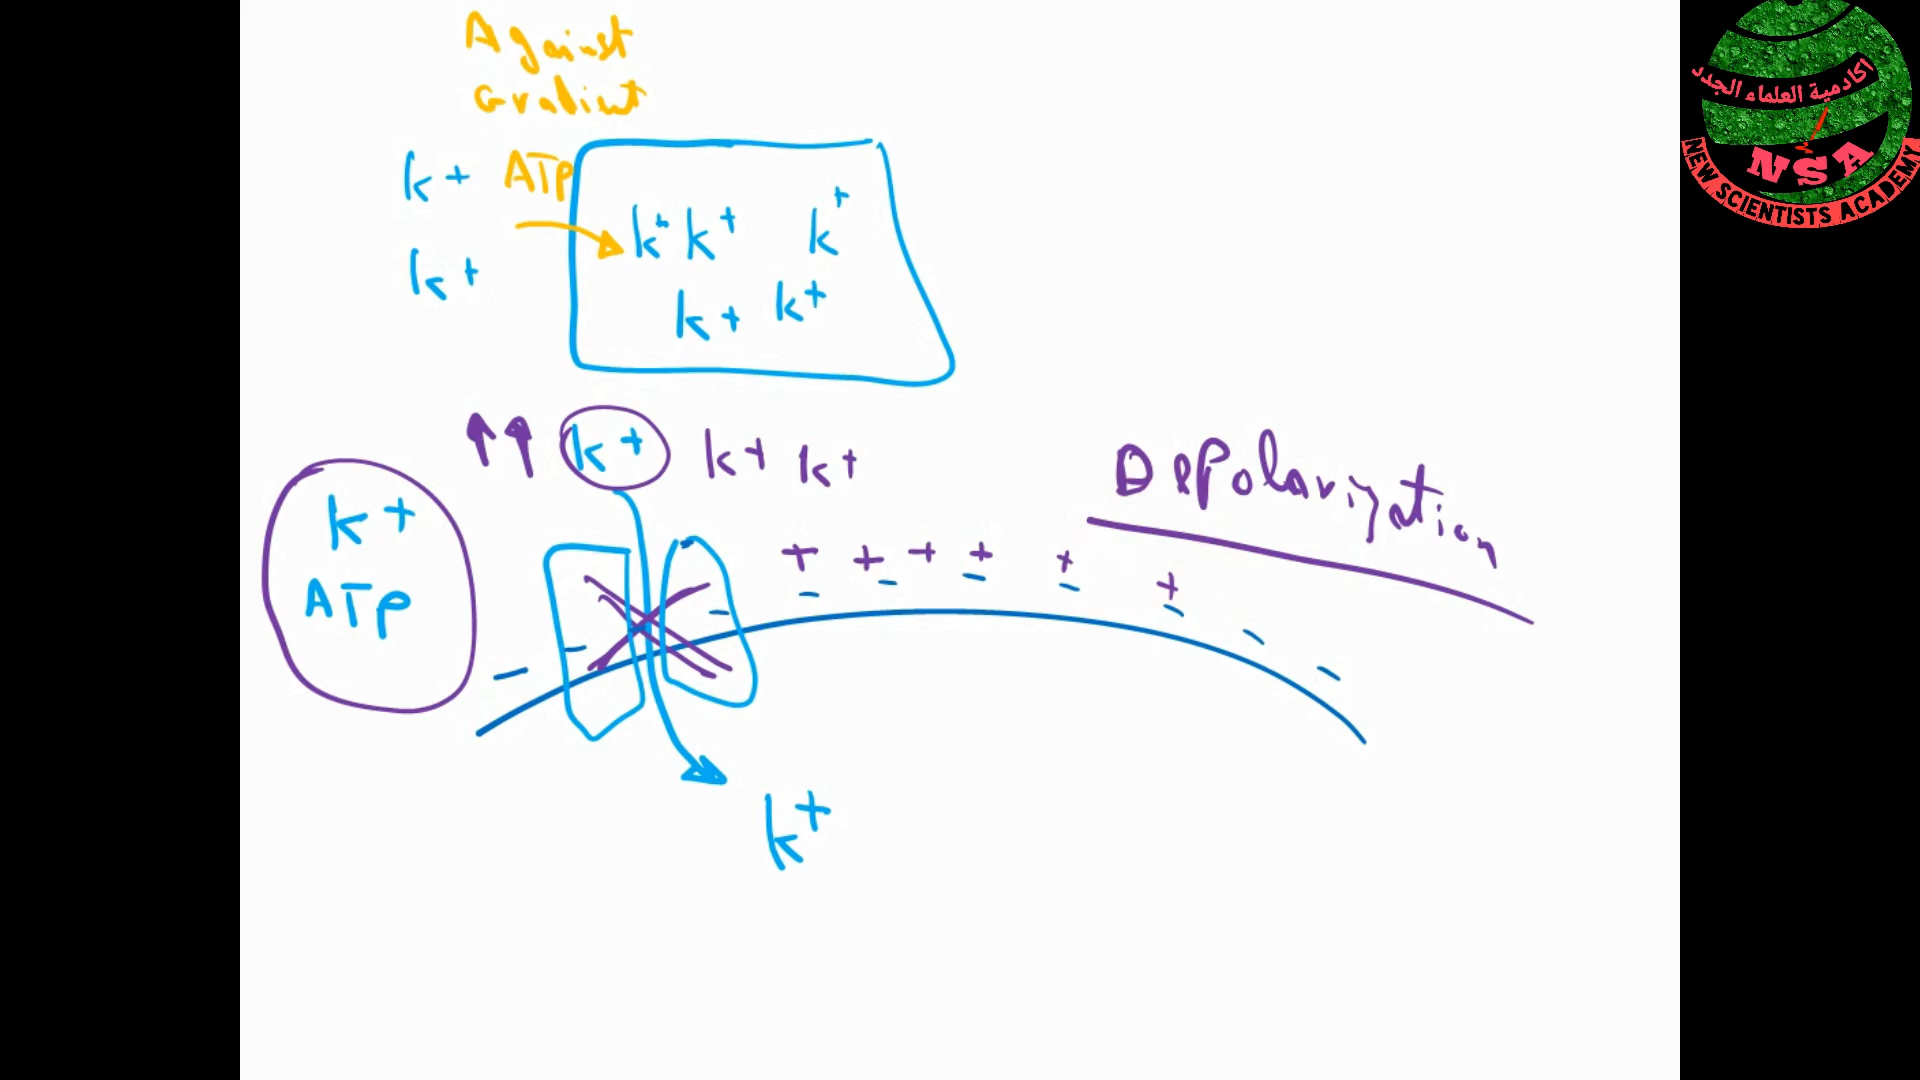 Against
Gradient
k+ ATP
k+ k+ k+
k+
k+ k+
↑↑ k+ k+ k+
Depolarization
k+
ATP
+ + + + + +
- - - - - - - - - -
k+
أكاديمية العلماء الجدد
NSA
NEW SCIENTISTS ACADEMY